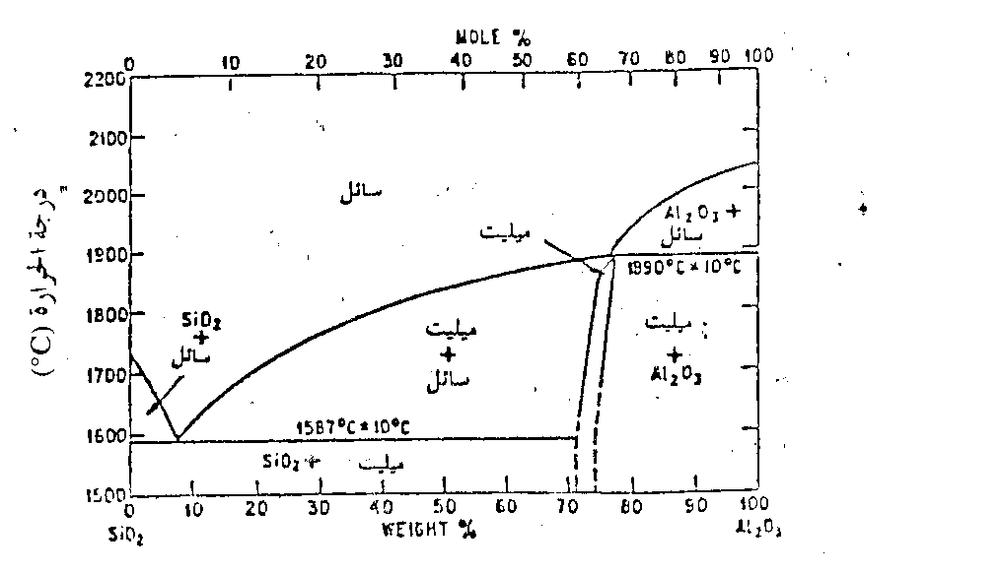 MOLE %
0 10 20 30 40 50 60 70 80 90 100
2200
2100
2000
1900
1800
1700
1600
1500
درجة الحرارة (°C)
سائل
ميليت
Al2O3 +
سائل
1890°C ± 10°C
SiO2
+
سائل
ميليت
+
سائل
ميليت
+
Al2O3
1587°C ± 10°C
SiO2 + ميليت
0 10 20 30 40 50 60 70 80 90 100
SiO2
WEIGHT %
Al2O3